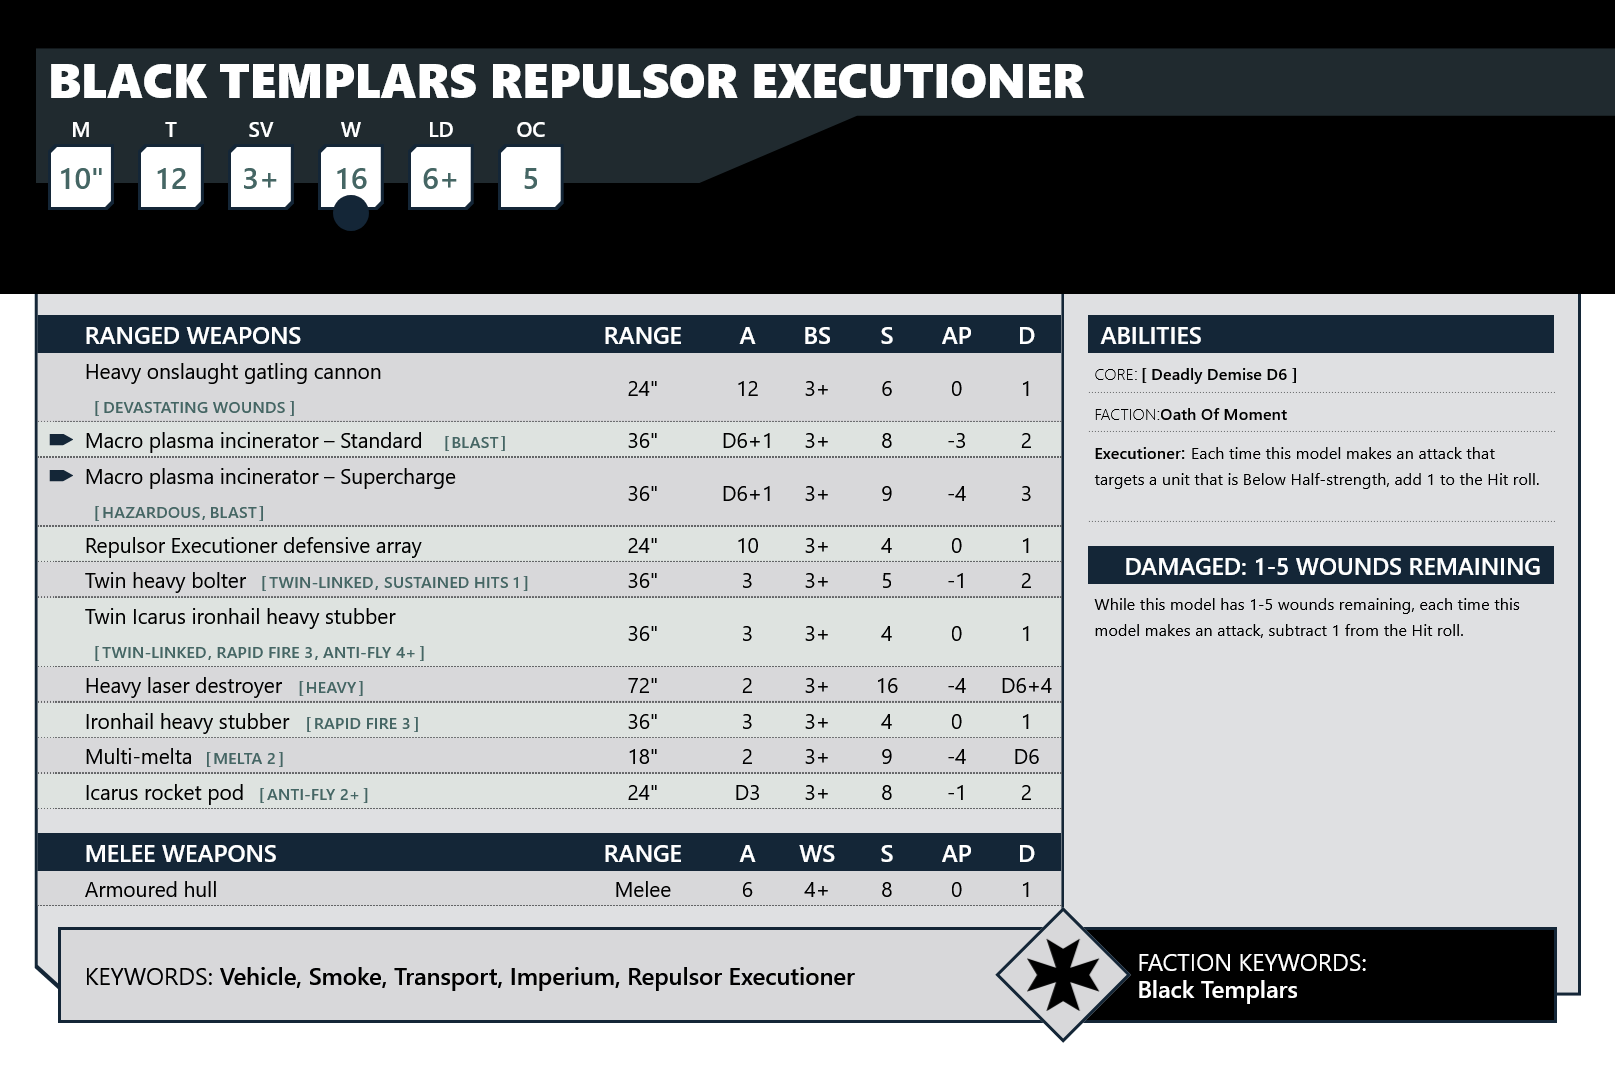 BLACK TEMPLARS REPULSOR EXECUTIONER
M T SV W LD OC
10" 12 3+ 16 6+ 5
RANGED WEAPONS RANGE A BS S AP D
Heavy onslaught gatling cannon
[ DEVASTATING WOUNDS ] 24" 12 3+ 6 0 1
Macro plasma incinerator – Standard [ BLAST ] 36" D6+1 3+ 8 -3 2
Macro plasma incinerator – Supercharge
[ HAZARDOUS, BLAST ] 36" D6+1 3+ 9 -4 3
Repulsor Executioner defensive array 24" 10 3+ 4 0 1
Twin heavy bolter [ TWIN-LINKED, SUSTAINED HITS 1 ] 36" 3 3+ 5 -1 2
Twin Icarus ironhail heavy stubber
[ TWIN-LINKED, RAPID FIRE 3, ANTI-FLY 4+ ] 36" 3 3+ 4 0 1
Heavy laser destroyer [ HEAVY ] 72" 2 3+ 16 -4 D6+4
Ironhail heavy stubber [ RAPID FIRE 3 ] 36" 3 3+ 4 0 1
Multi-melta [ MELTA 2 ] 18" 2 3+ 9 -4 D6
Icarus rocket pod [ ANTI-FLY 2+ ] 24" D3 3+ 8 -1 2
MELEE WEAPONS RANGE A WS S AP D
Armoured hull Melee 6 4+ 8 0 1
ABILITIES
CORE: [ Deadly Demise D6 ]
FACTION:Oath Of Moment
Executioner: Each time this model makes an attack that
targets a unit that is Below Half-strength, add 1 to the Hit roll.
DAMAGED: 1-5 WOUNDS REMAINING
While this model has 1-5 wounds remaining, each time this
model makes an attack, subtract 1 from the Hit roll.
KEYWORDS: Vehicle, Smoke, Transport, Imperium, Repulsor Executioner
FACTION KEYWORDS:
Black Templars